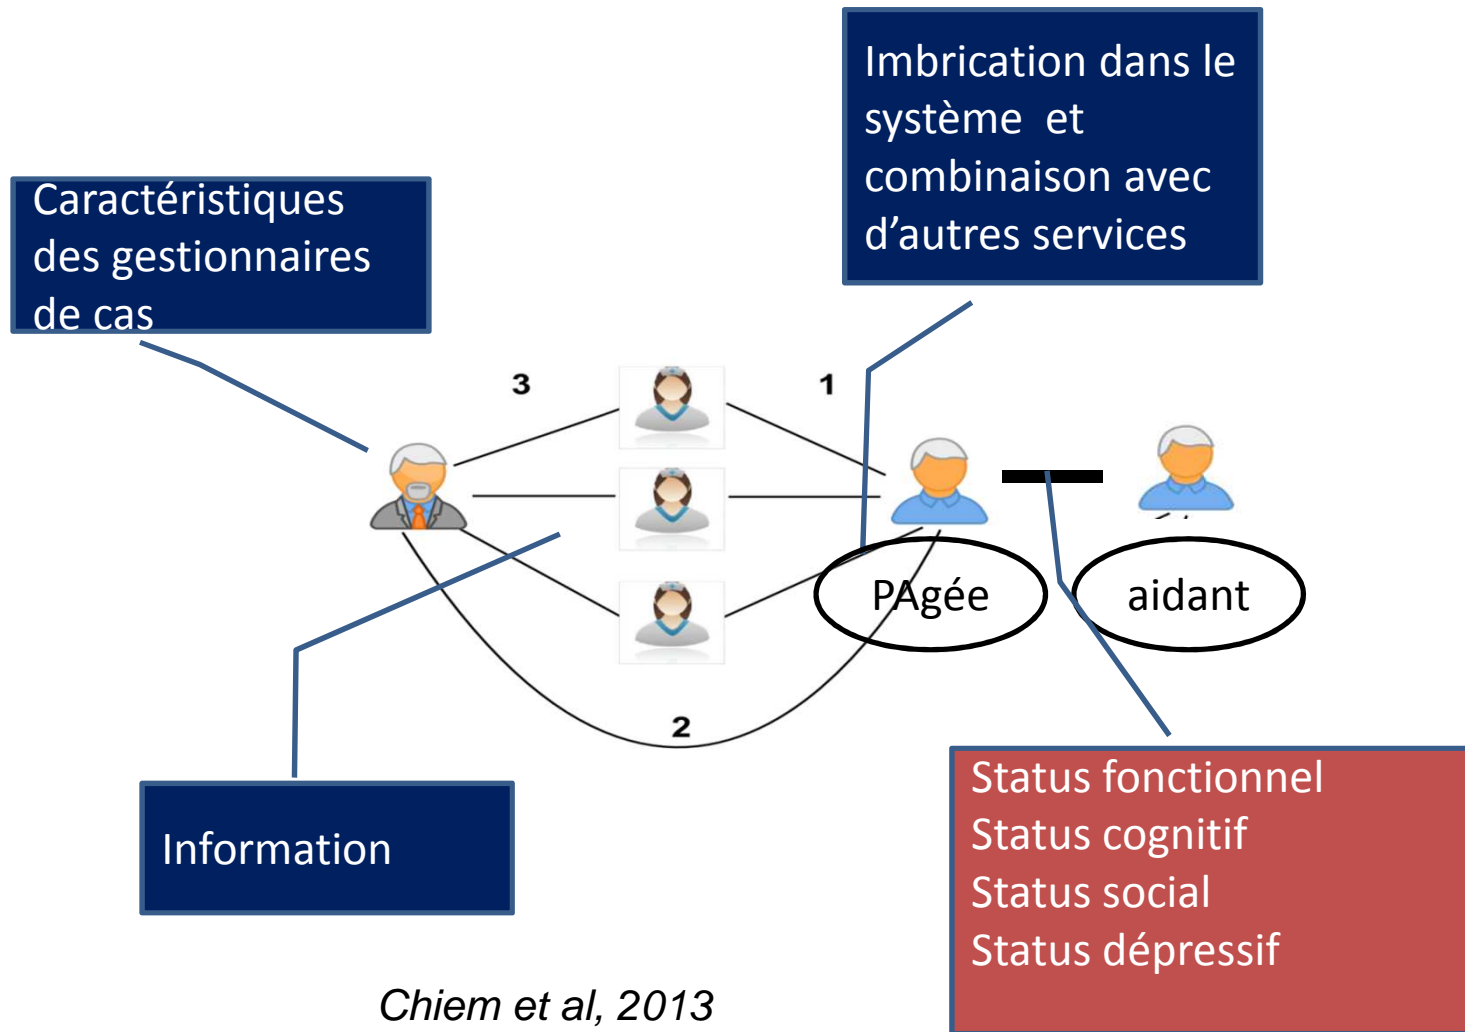 Imbrication dans le
système et
combinaison avec
d'autres services
Caractéristiques
des gestionnaires
de cas
3
1
PAgée
aidant
2
Information
Status fonctionnel
Status cognitif
Status social
Status dépressif
Chiem et al, 2013